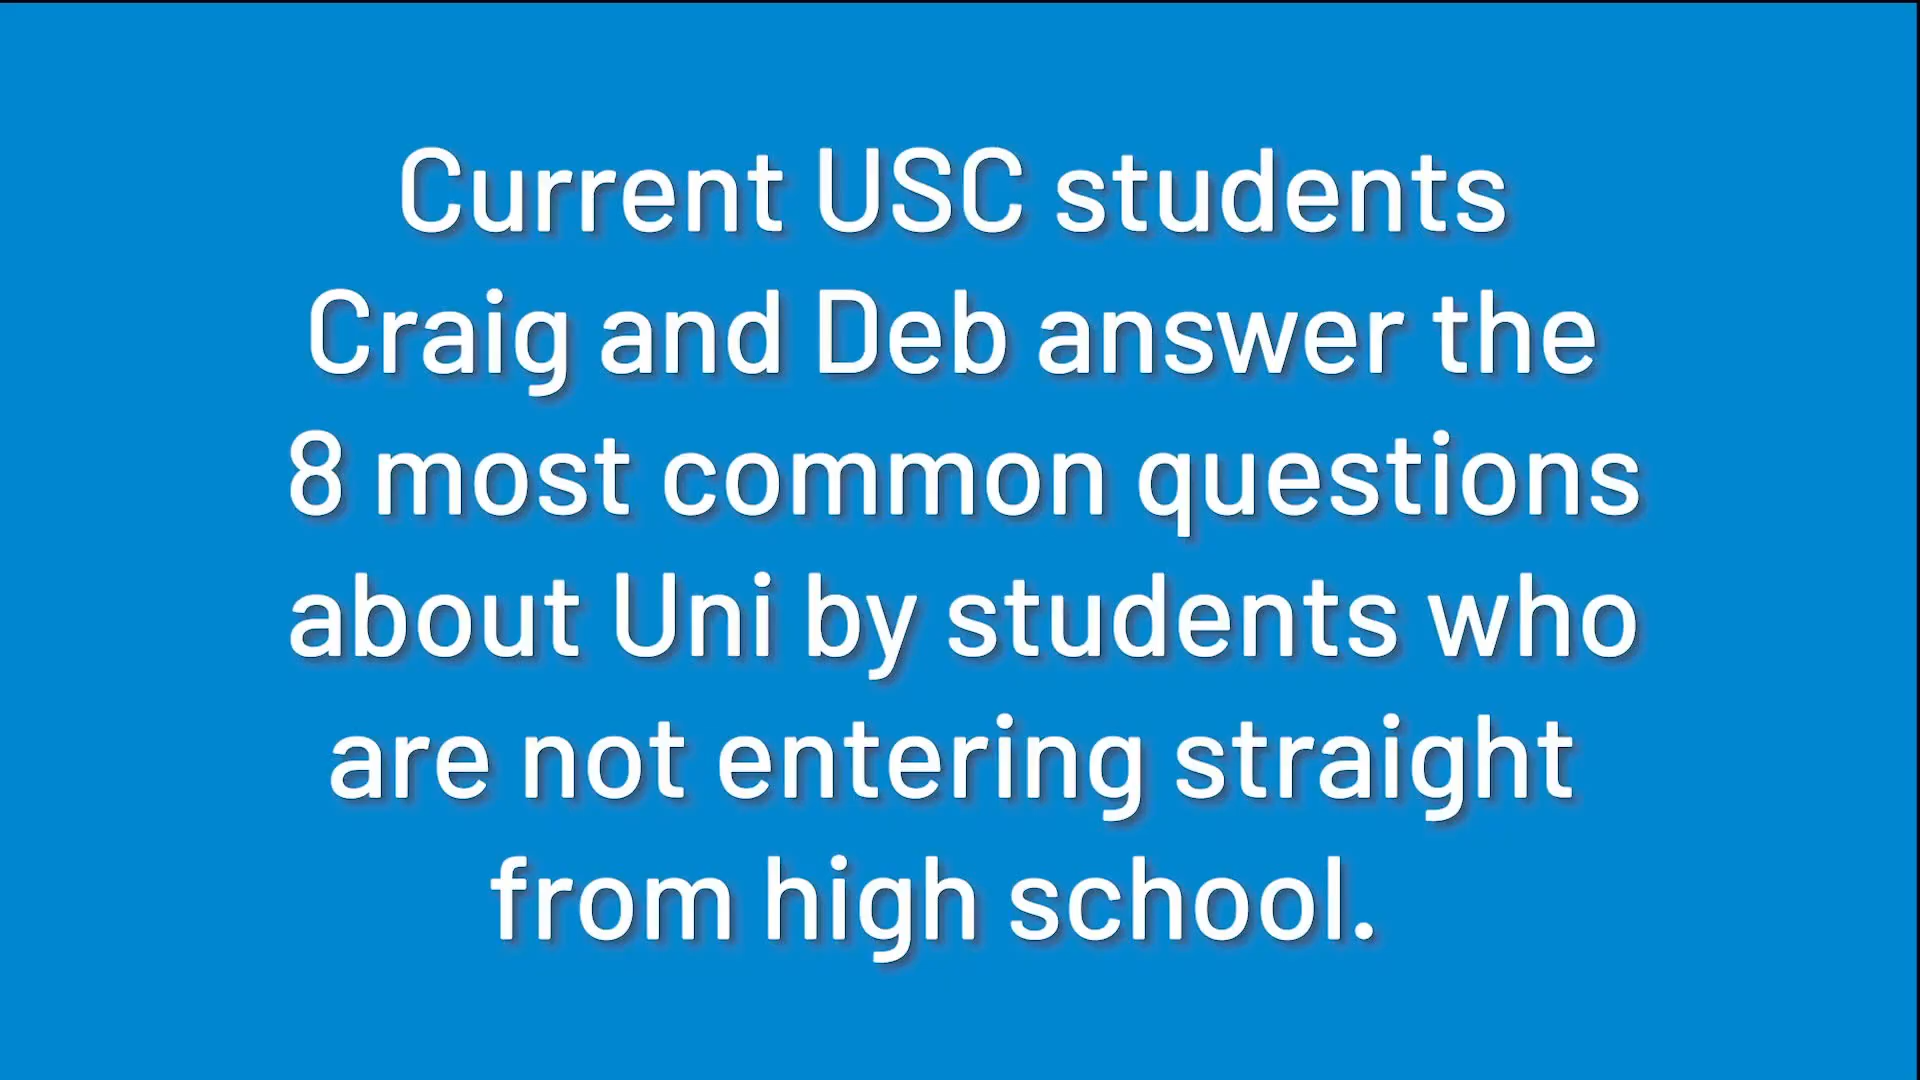 Current USC students
Craig and Deb answer the
8 most common questions
about Uni by students who
are not entering straight
from high school.